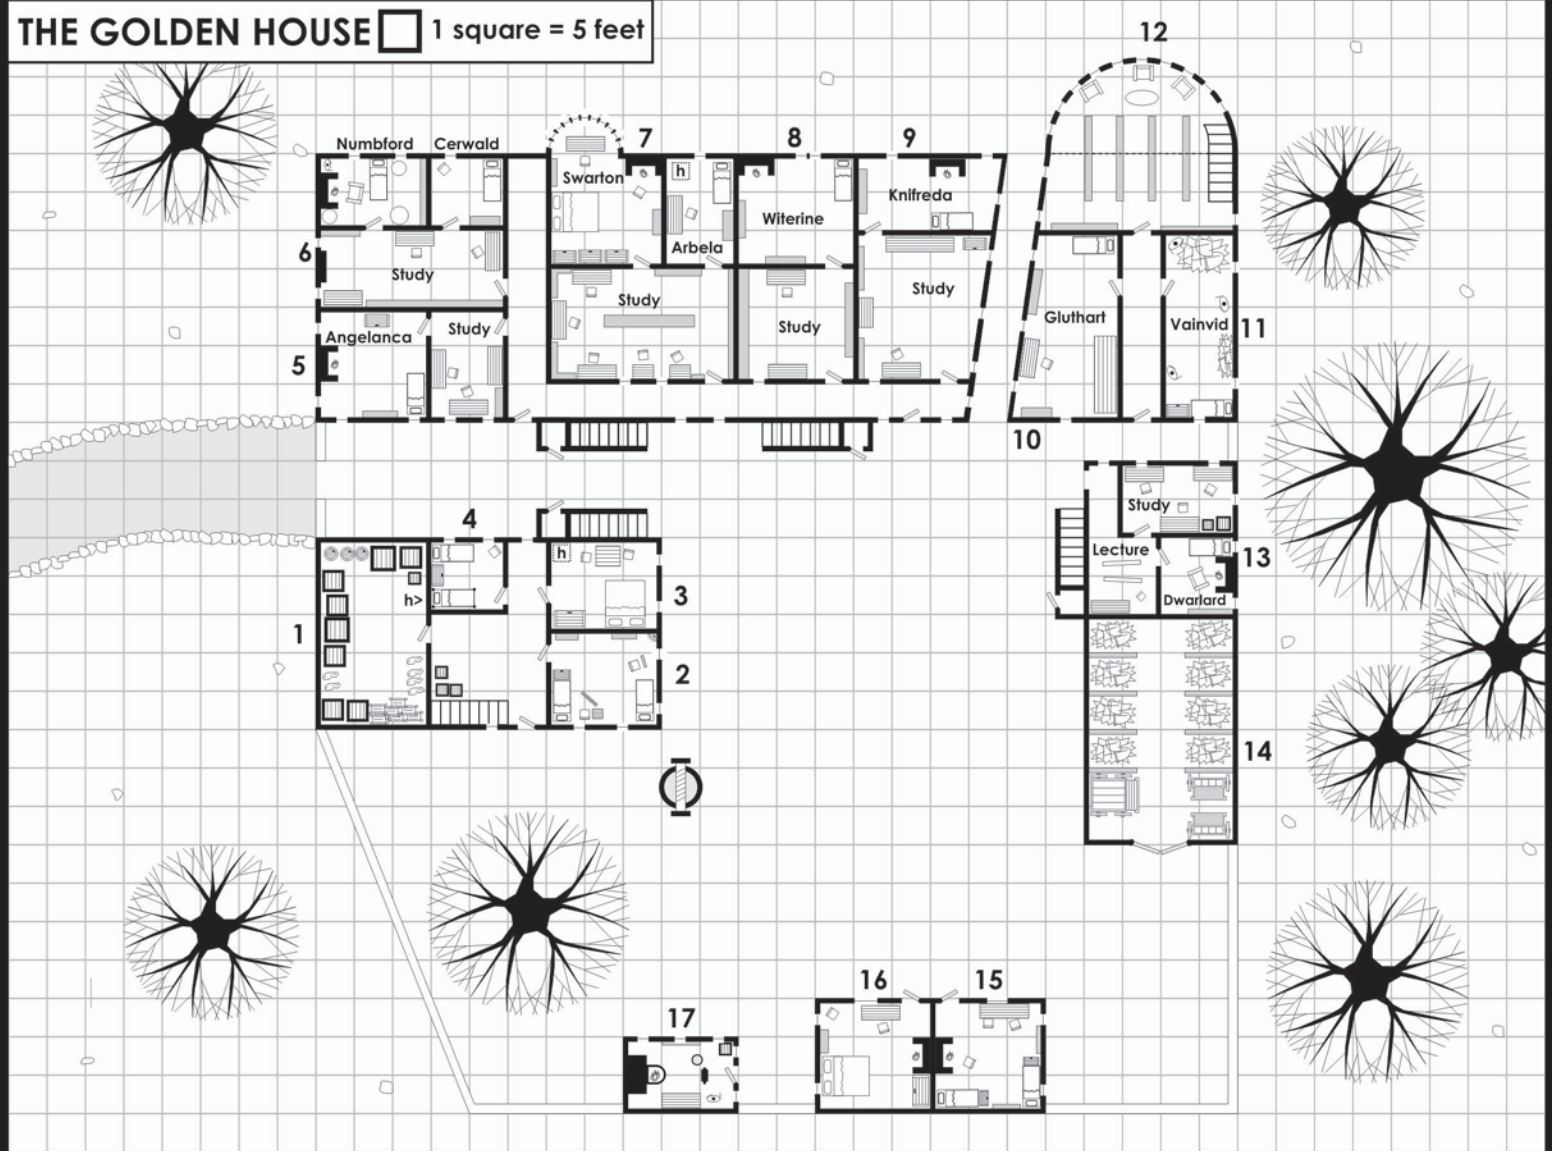 THE GOLDEN HOUSE 1 square = 5 feet
12
Numbford Cerwald 7 8 9
Swarton h Knifreda
Witerine
Arbela
6 Study
Study Study Study
Angelanca Study Gluthart Vainvid 11
5
10
4 Study
h Lecture 13
h> 3 Dwarlard
1
2
14
16 15
17